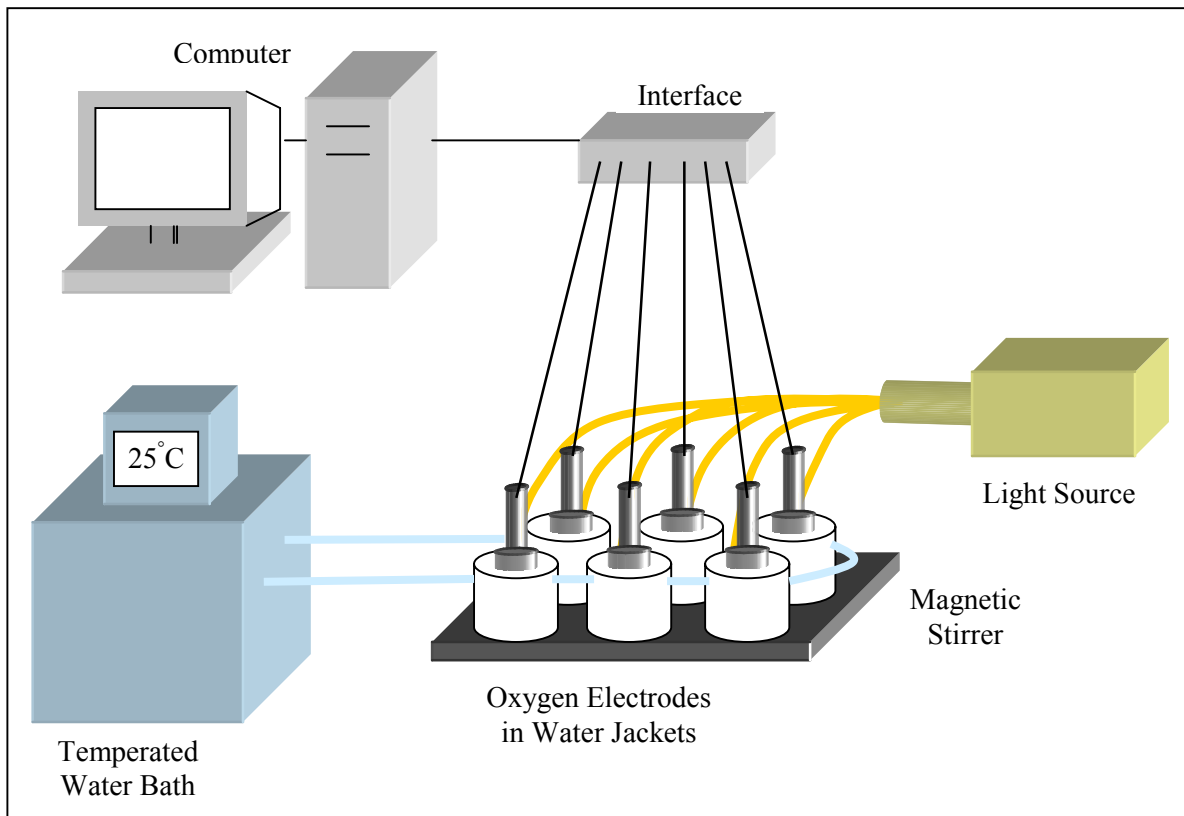 Computer
Interface
25°C
Light Source
Magnetic
Stirrer
Oxygen Electrodes
in Water Jackets
Temperated
Water Bath